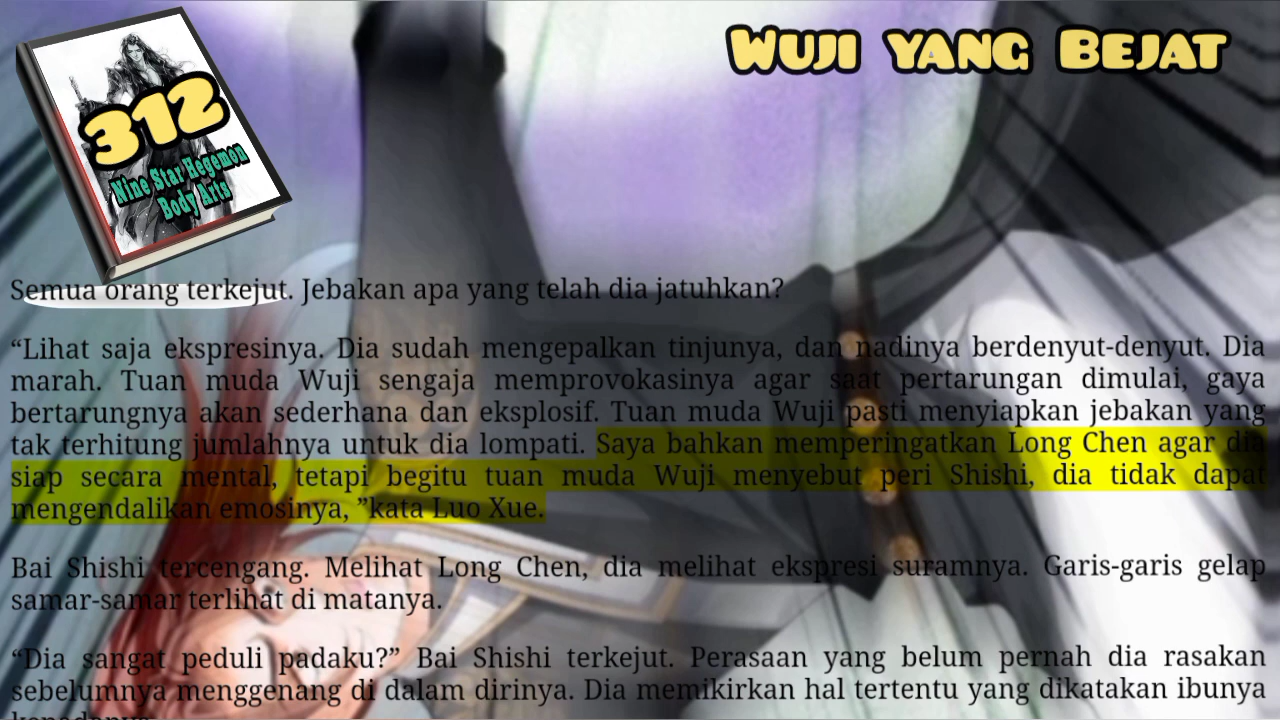 Wuji yang Bejat
312
Nine Star Hegemon
Body Arts
Semua orang terkejut. Jebakan apa yang telah dia jatuhkan?
“Lihat saja ekspresinya. Dia sudah mengepalkan tinjunya, dan nadinya berdenyut-denyut. Dia
marah. Tuan muda Wuji sengaja memprovokasinya agar saat pertarungan dimulai, gaya
bertarungnya akan sederhana dan eksplosif. Tuan muda Wuji pasti menyiapkan jebakan yang
tak terhitung jumlahnya untuk dia lompati. Saya bahkan memperingatkan Long Chen agar dia
siap secara mental, tetapi begitu tuan muda Wuji menyebut peri Shishi, dia tidak dapat
mengendalikan emosinya, ”kata Luo Xue.
Bai Shishi tercengang. Melihat Long Chen, dia melihat ekspresi suramnya. Garis-garis gelap
samar-samar terlihat di matanya.
“Dia sangat peduli padaku?” Bai Shishi terkejut. Perasaan yang belum pernah dia rasakan
sebelumnya menggenang di dalam dirinya. Dia memikirkan hal tertentu yang dikatakan ibunya